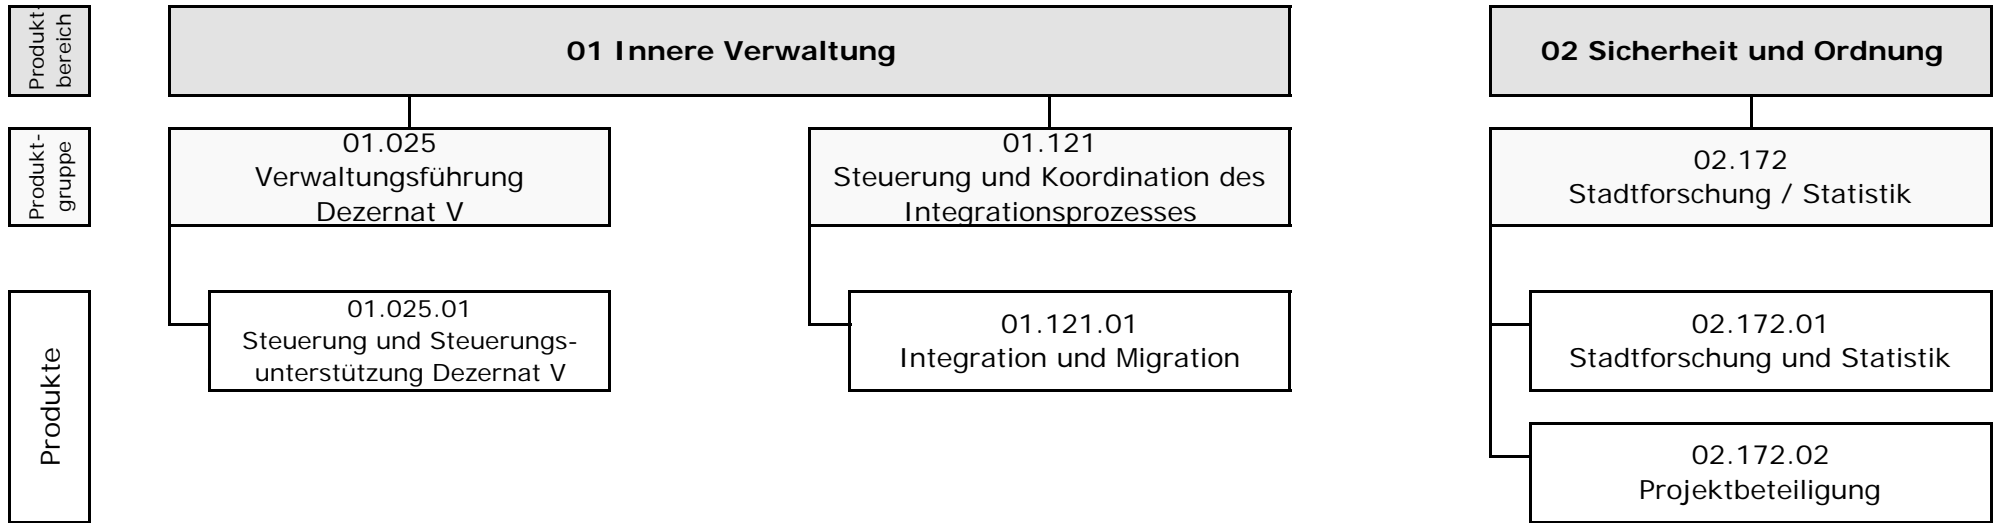 Produkt-
bereich
01 Innere Verwaltung
02 Sicherheit und Ordnung
Produkt-
gruppe
01.025
Verwaltungsführung
Dezernat V
01.121
Steuerung und Koordination des
Integrationsprozesses
02.172
Stadtforschung / Statistik
Produkte
01.025.01
Steuerung und Steuerungs-
unterstützung Dezernat V
01.121.01
Integration und Migration
02.172.01
Stadtforschung und Statistik
02.172.02
Projektbeteiligung